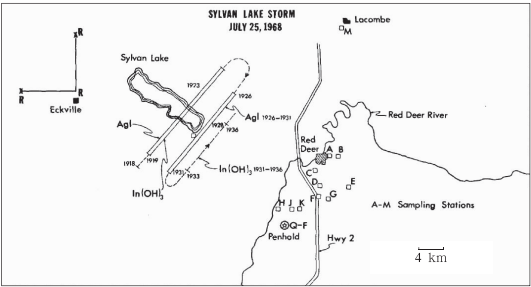 SYLVAN LAKE STORM
JULY 25, 1968
Lacombe
M
R
R
R
Eckville
Sylvan Lake
1923
1926
AgI 1926-1931
1928
1936
AgI
1918
1919
1931
1933
In(OH)3 1931-1936
In(OH)3
Red Deer River
Red
Deer
A B
C
D
E
F
G
H J K
Q-F
Penhold
Hwy 2
A-M Sampling Stations
4 km